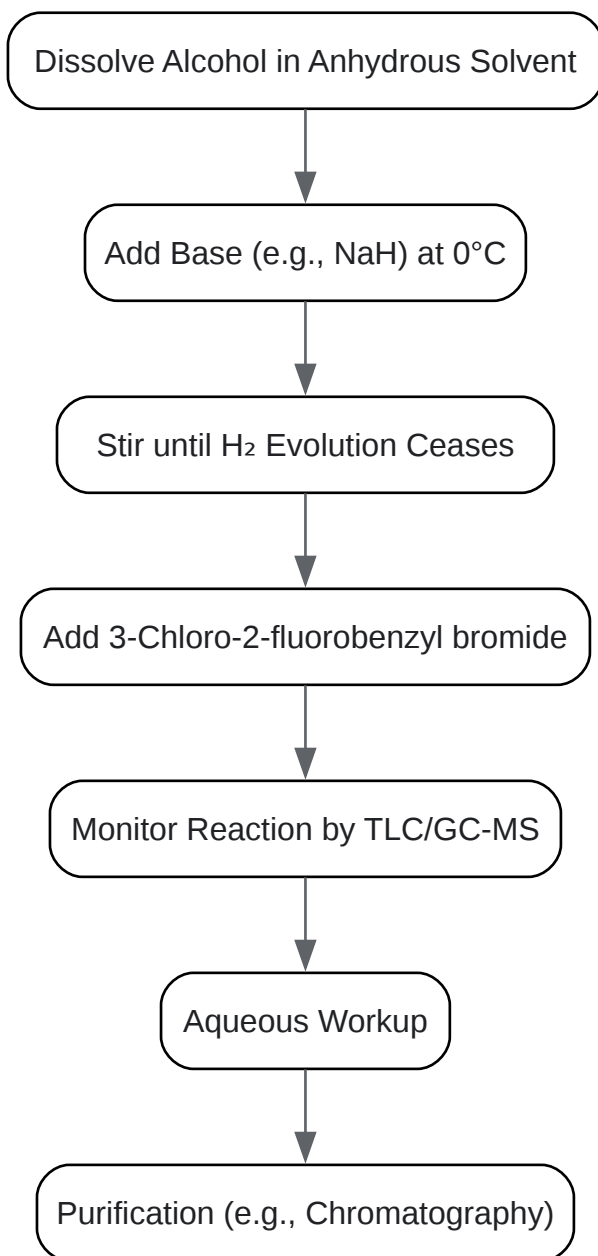 Dissolve Alcohol in Anhydrous Solvent
Add Base (e.g., NaH) at 0°C
Stir until H₂ Evolution Ceases
Add 3-Chloro-2-fluorobenzyl bromide
Monitor Reaction by TLC/GC-MS
Aqueous Workup
Purification (e.g., Chromatography)